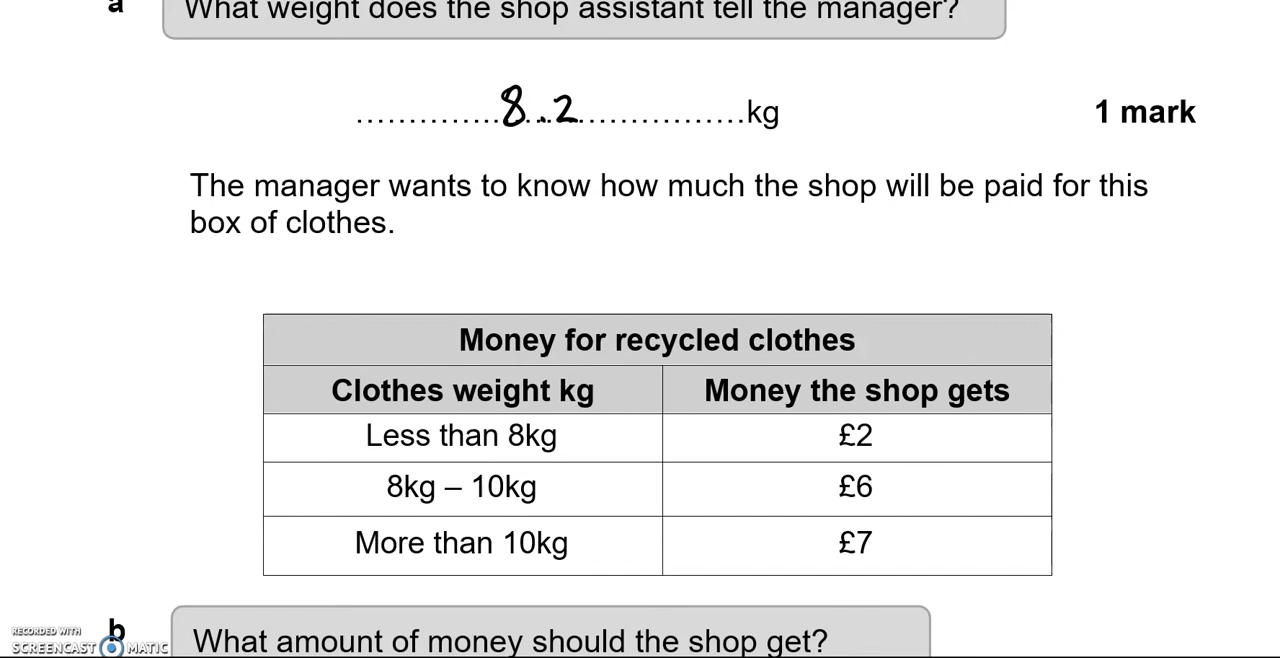 a What weight does the shop assistant tell the manager?
..............8.2..................kg 1 mark
The manager wants to know how much the shop will be paid for this
box of clothes.
Money for recycled clothes
Clothes weight kg Money the shop gets
Less than 8kg £2
8kg – 10kg £6
More than 10kg £7
b What amount of money should the shop get?
RECORDED WITH
SCREENCAST MATIC